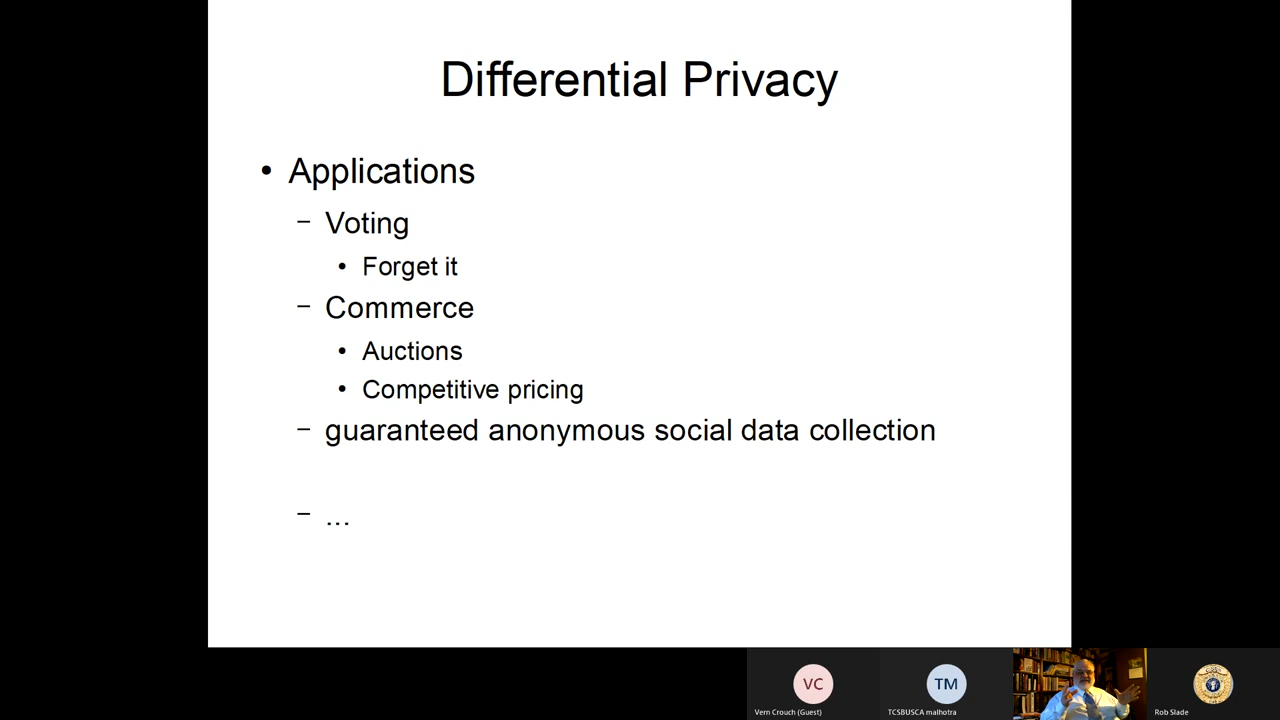 Differential Privacy
• Applications
– Voting
• Forget it
– Commerce
• Auctions
• Competitive pricing
– guaranteed anonymous social data collection
– ...
VC
TM
Vern Crouch (Guest)
TCSBUSCA malhotra
Rob Slade